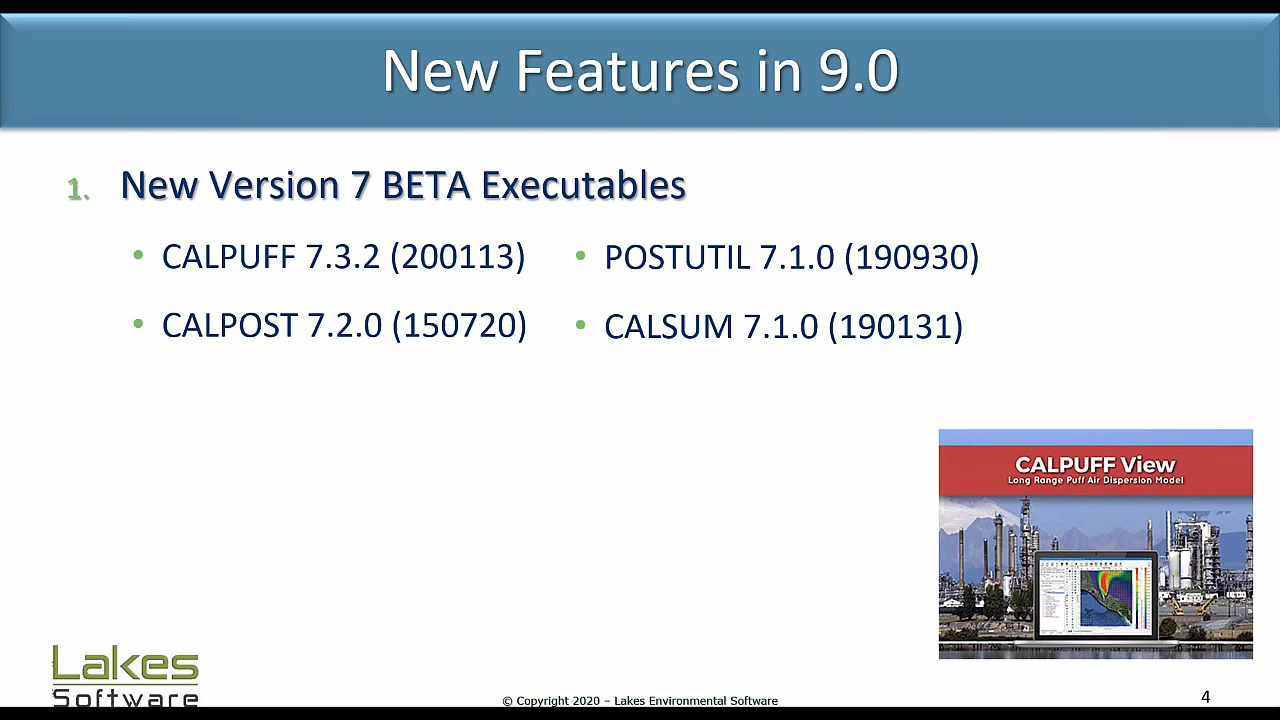 New Features in 9.0
1. New Version 7 BETA Executables
• CALPUFF 7.3.2 (200113)
• POSTUTIL 7.1.0 (190930)
• CALPOST 7.2.0 (150720)
• CALSUM 7.1.0 (190131)
CALPUFF View
Long Range Puff Air Dispersion Model
Lakes
Software
© Copyright 2020 – Lakes Environmental Software
4